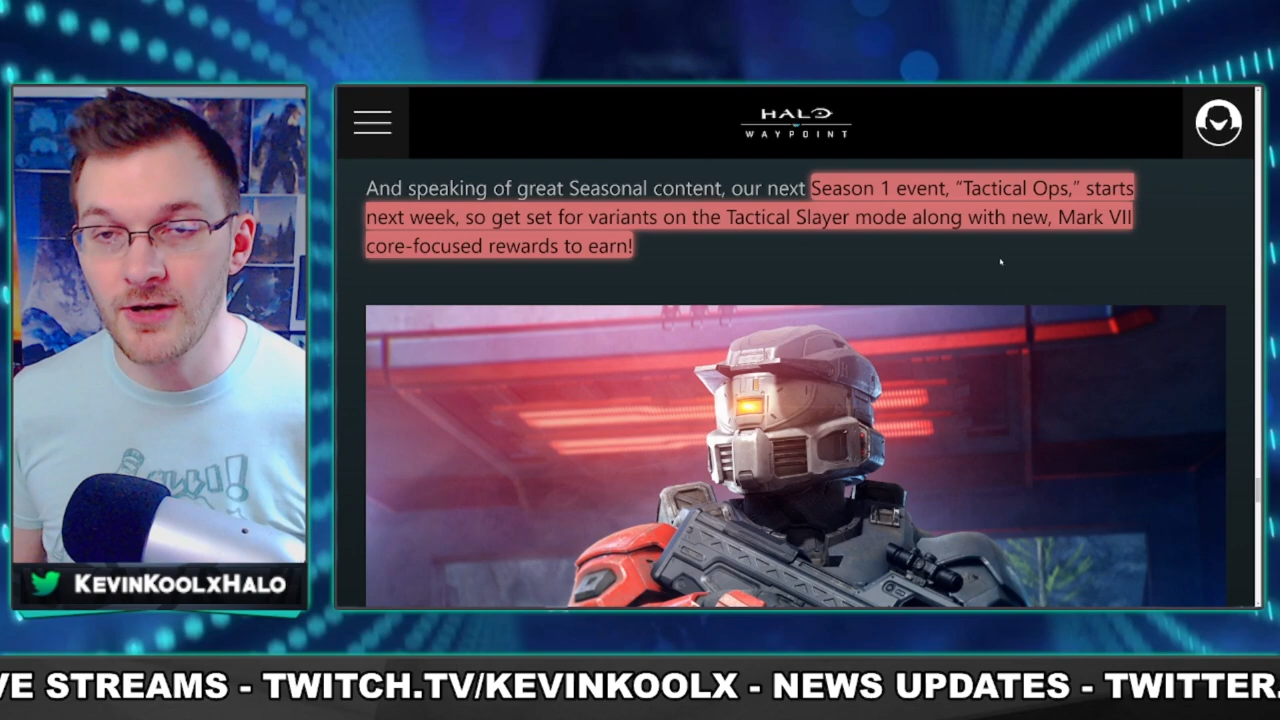 HALO
WAYPOINT
And speaking of great Seasonal content, our next Season 1 event, “Tactical Ops,” starts
next week, so get set for variants on the Tactical Slayer mode along with new, Mark VII
core-focused rewards to earn!
KEVINKOOLXHALO
VE STREAMS - TWITCH.TV/KEVINKOOLX - NEWS UPDATES - TWITTER.